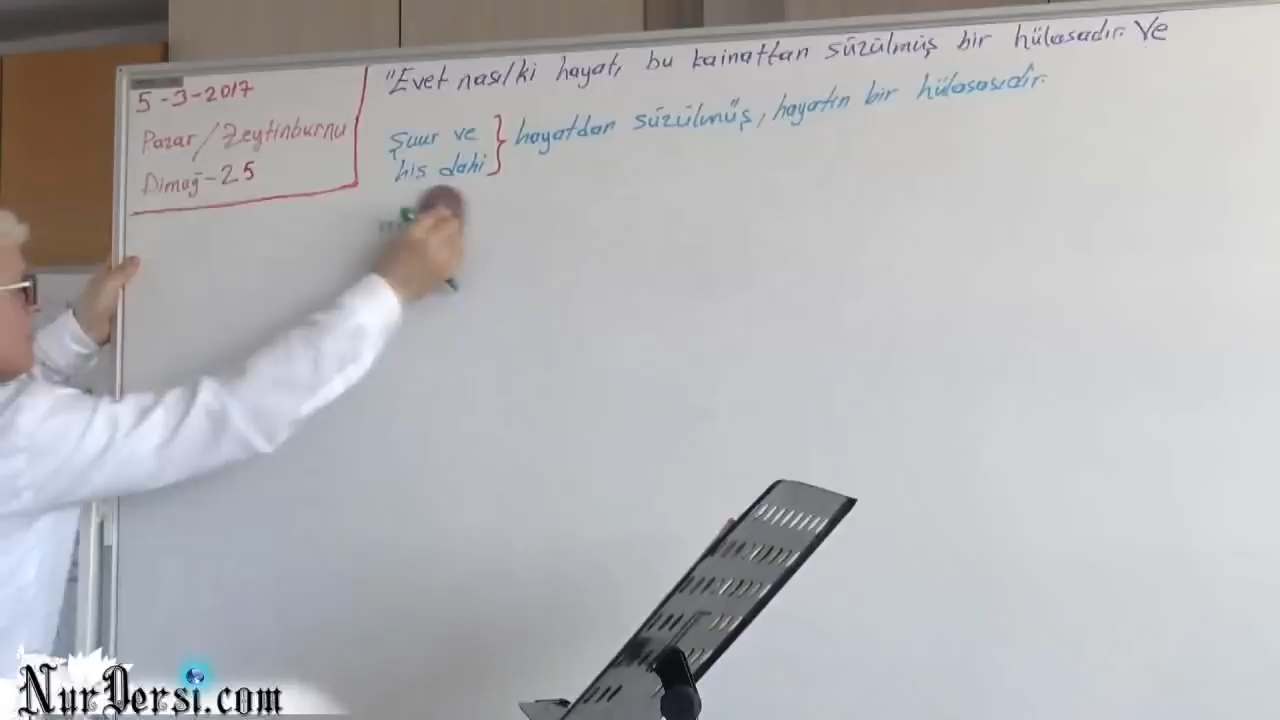 5-3-2017
Pazar/Zeytinburnu
Dimağ-25
"Evet nasılki hayat, bu kainattan süzülmüş bir hülasadır. Ve
Şuur ve
his dahi } hayatdan süzülmüş, hayatın bir hülasasıdır.
NurDersi.com